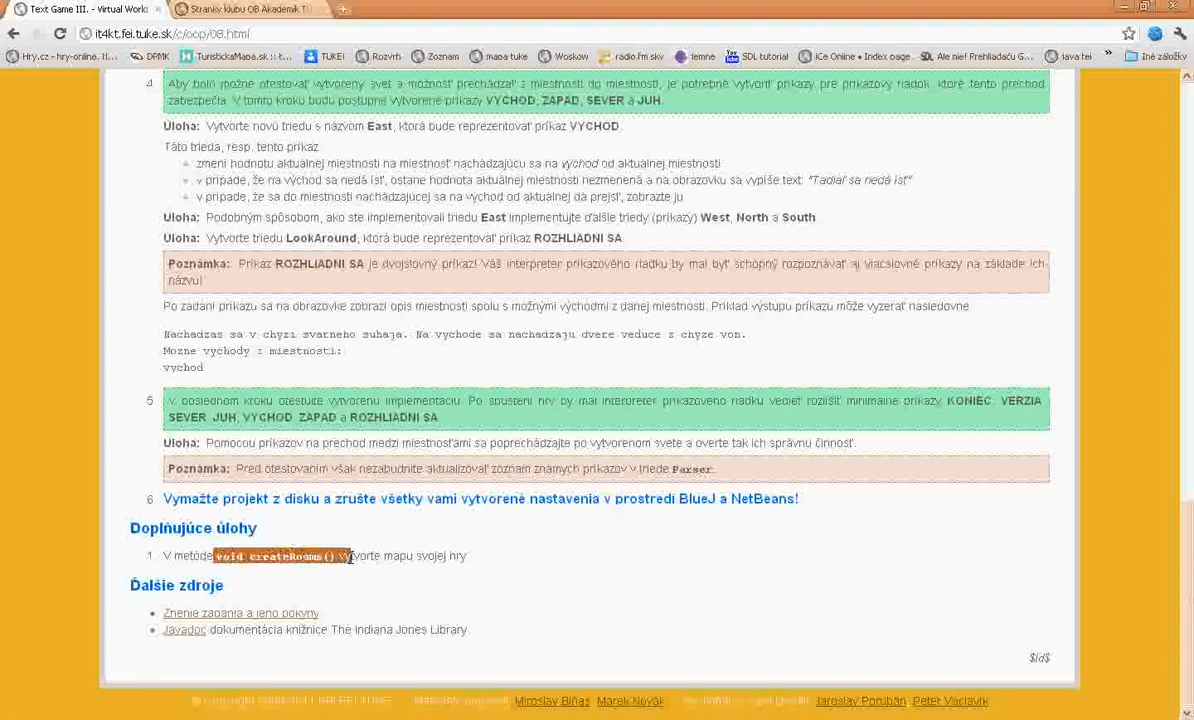 Text Game III. - Virtual World
Stranky klubu OB Akademik T
it4kt.fei.tuke.sk/c/oop/08.html
Hry.cz - hry-online. tl...
DPMK
TuristickaMapa.sk :: t...
TUKE!
Rozvrh
Zoznam
mapa tuke
Woskow
radio fm skv
temne
SDL tutorial
iCe Online • Index page
Ale nie! Prehliadaču G...
java tei
Iné záložky
4 Aby bolo možné otestovať vytvorený svet a možnosť prechádzať z miestnosti do miestnosti, je potrebné vytvoriť príkazy pre príkazový riadok, ktoré tento prechod
zabezpečia. V tomto kroku budú postupne vytvorené príkazy VÝCHOD, ZÁPAD, SEVER a JUH.
Úloha: Vytvorte novú triedu s názvom East, ktorá bude reprezentovať príkaz VÝCHOD.
Táto trieda, resp. tento príkaz
zmení hodnotu aktuálnej miestnosti na miestnosť nachádzajúcu sa na východ od aktuálnej miestnosti
v prípade, že na východ sa nedá ísť, ostane hodnota aktuálnej miestnosti nezmenená a na obrazovku sa vypíše text: "Tadiaľ sa nedá ísť"
v prípade, že sa do miestnosti nachádzajúcej sa na východ od aktuálnej dá prejsť, zobrazte ju
Úloha: Podobným spôsobom, ako ste implementovali triedu East implementujte ďalšie triedy (príkazy) West, North a South
Úloha: Vytvorte triedu LookAround, ktorá bude reprezentovať príkaz ROZHLIADNI SA
Poznámka: Príkaz ROZHLIADNI SA je dvojslovný príkaz! Váš interpreter príkazového riadku by mal byť schopný rozpoznávať aj viacslovné príkazy na základe ich
názvu!
Po zadaní príkazu sa na obrazovke zobrazí opis miestnosti spolu s možnými východmi z danej miestnosti. Príklad výstupu príkazu môže vyzerať nasledovne
Nachadzas sa v chyzi svarneho suhaja. Na vychode sa nachadzaju dvere veduce z chyze von.
Mozne vychody z miestnosti:
vychod
5 V poslednom kroku otestujte vytvorenú implementáciu. Po spustení hry by mal interpreter príkazového riadku vedieť rozlíšiť minimálne príkazy KONIEC, VERZIA
SEVER, JUH, VÝCHOD, ZÁPAD a ROZHLIADNI SA
Úloha: Pomocou príkazov na prechod medzi miestnosťami sa poprechádzajte po vytvorenom svete a overte tak ich správnu činnosť.
Poznámka: Pred otestovaním však nezabudnite aktualizovať zoznam známych príkazov v triede Parser.
6 Vymažte projekt z disku a zrušte všetky vami vytvorené nastavenia v prostredí BlueJ a NetBeans!
Doplňujúce úlohy
1 V metóde void createRooms() vytvorte mapu svojej hry
Ďalšie zdroje
Znenie zadania a jeho pokyny
Javadoc dokumentácia knižnice The Indiana Jones Library
$Id$
Miroslav Biňas Marek Novák Jaroslav Porubän Peter Václavík